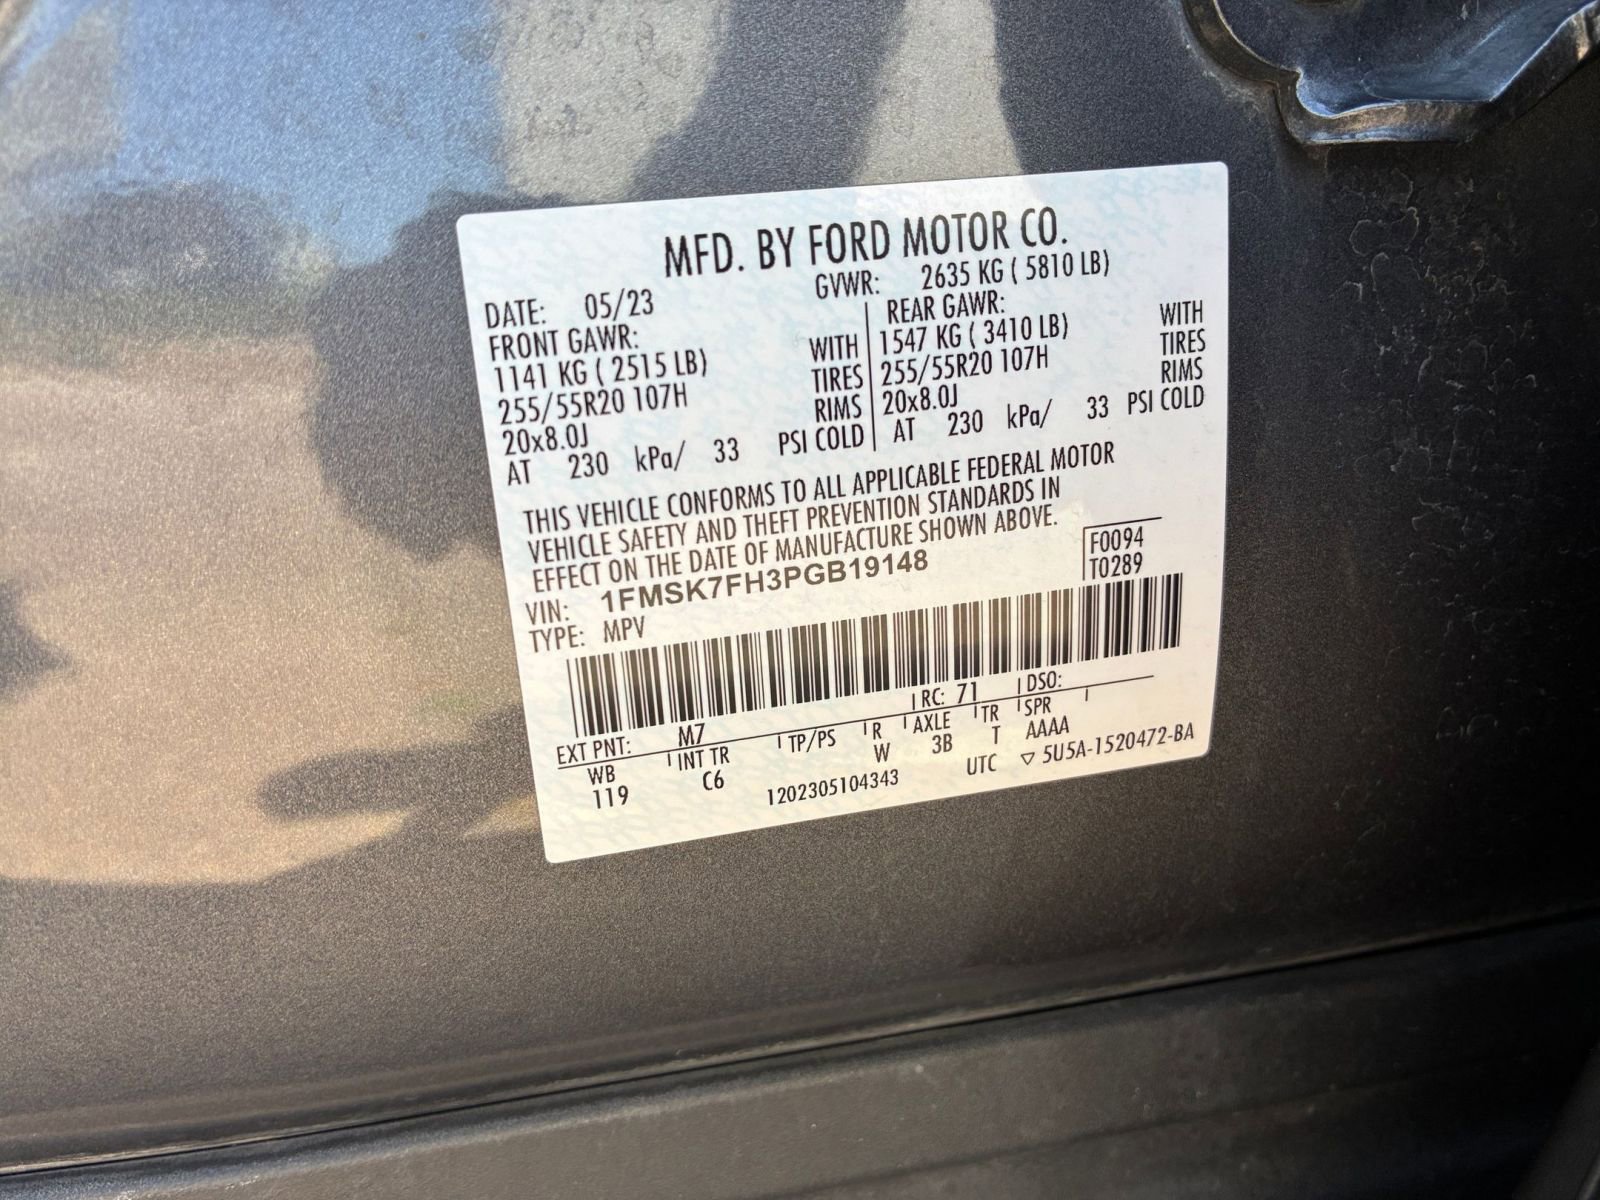 MFD. BY FORD MOTOR CO.
DATE: 05/23 GVWR: 2635 KG ( 5810 LB)
FRONT GAWR: REAR GAWR:
1141 KG ( 2515 LB) WITH 1547 KG ( 3410 LB) WITH
255/55R20 107H TIRES 255/55R20 107H TIRES
20x8.0J RIMS 20x8.0J RIMS
AT 230 kPa/ 33 PSI COLD AT 230 kPa/ 33 PSI COLD
THIS VEHICLE CONFORMS TO ALL APPLICABLE FEDERAL MOTOR
VEHICLE SAFETY AND THEFT PREVENTION STANDARDS IN
EFFECT ON THE DATE OF MANUFACTURE SHOWN ABOVE.
F0094
VIN: 1FMSK7FH3PGB19148 T0289
TYPE: MPV
EXT PNT: M7 RC: 71 DSO:
WB INT TR TP/PS R AXLE TR SPR
119 C6 W 3B T AAAA
1202305104343 UTC ▽ 5U5A-1520472-BA